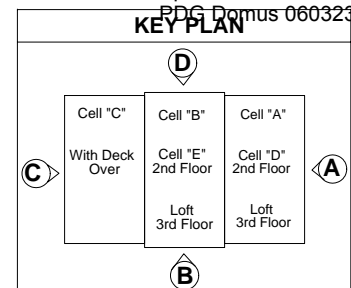 PDG Domus 060323
KEY PLAN
D
Cell "C"
Cell "B"
Cell "A"
With Deck
Over
Cell "E"
2nd Floor
Cell "D"
2nd Floor
C
A
Loft
3rd Floor
Loft
3rd Floor
B